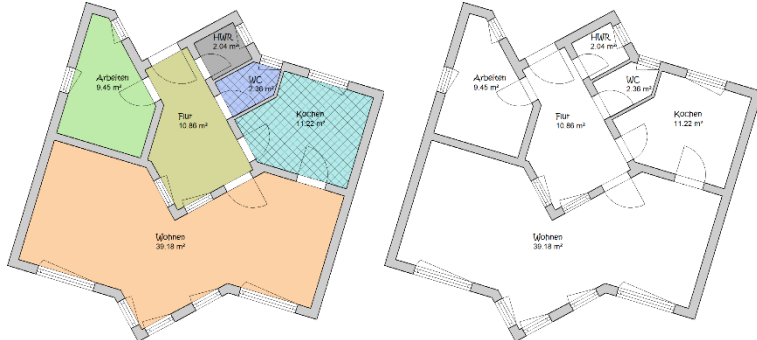 HWR
2.04 m²
Arbeiten
9.45 m²
WC
2.36 m²
Flur
10.86 m²
Kochen
11.22 m²
Wohnen
39.18 m²
HWR
2.04 m²
Arbeiten
9.45 m²
WC
2.36 m²
Flur
10.86 m²
Kochen
11.22 m²
Wohnen
39.18 m²